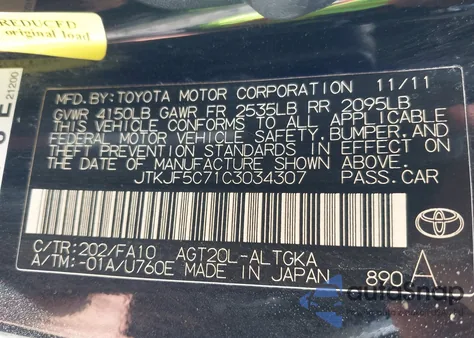 REDUCED
original load
21200
MFD.BY:TOYOTA MOTOR CORPORATION 11/11
GVWR 4150LB GAWR FR 2535LB RR 2095LB
THIS VEHICLE CONFORMS TO ALL APPLICABLE
FEDERAL MOTOR VEHICLE SAFETY,BUMPER,AND
THEFT PREVENTION STANDARDS IN EFFECT ON
THE DATE OF MANUFACTURE SHOWN ABOVE.
JTKJF5C71C3034307 PASS.CAR
TOYOTA
C/TR:202/FA10 AGT20L-ALTGKA
A/TM:-01A/U760E MADE IN JAPAN 890 A
autosnap